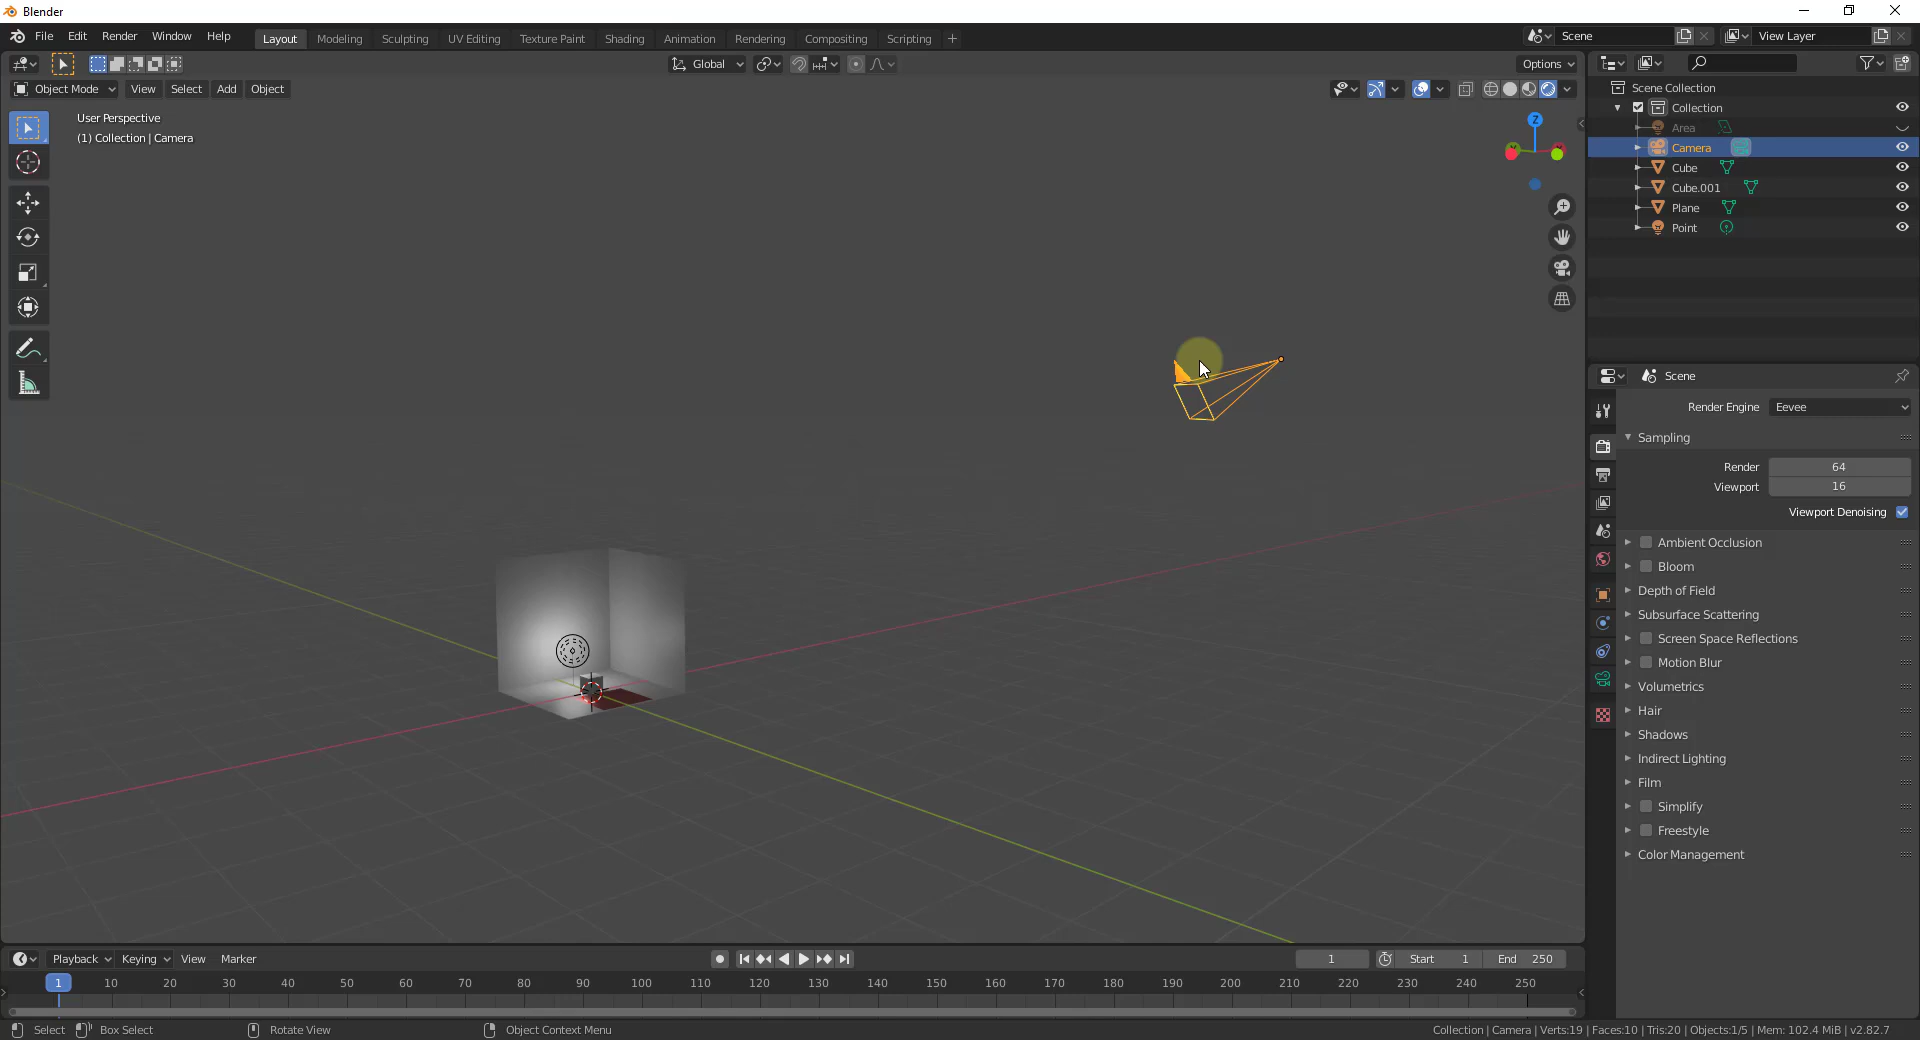 Blender
File Edit Render Window Help
Layout Modeling Sculpting UV Editing Texture Paint Shading Animation Rendering Compositing Scripting
Scene View Layer
Global Options
Object Mode View Select Add Object
User Perspective
(1) Collection | Camera
Z
Scene Collection
Collection
Area
Camera
Cube
Cube.001
Plane
Point
Scene
Render Engine Eevee
Sampling
Render 64
Viewport 16
Viewport Denoising
Ambient Occlusion
Bloom
Depth of Field
Subsurface Scattering
Screen Space Reflections
Motion Blur
Volumetrics
Hair
Shadows
Indirect Lighting
Film
Simplify
Freestyle
Color Management
Playback Keying View Marker 1 Start 1 End 250
1 10 20 30 40 50 60 70 80 90 100 110 120 130 140 150 160 170 180 190 200 210 220 230 240 250
Select Box Select Rotate View Object Context Menu Collection | Camera | Verts:19 | Faces:10 | Tris:20 | Objects:1/5 | Mem: 102.4 MiB | v2.82.7